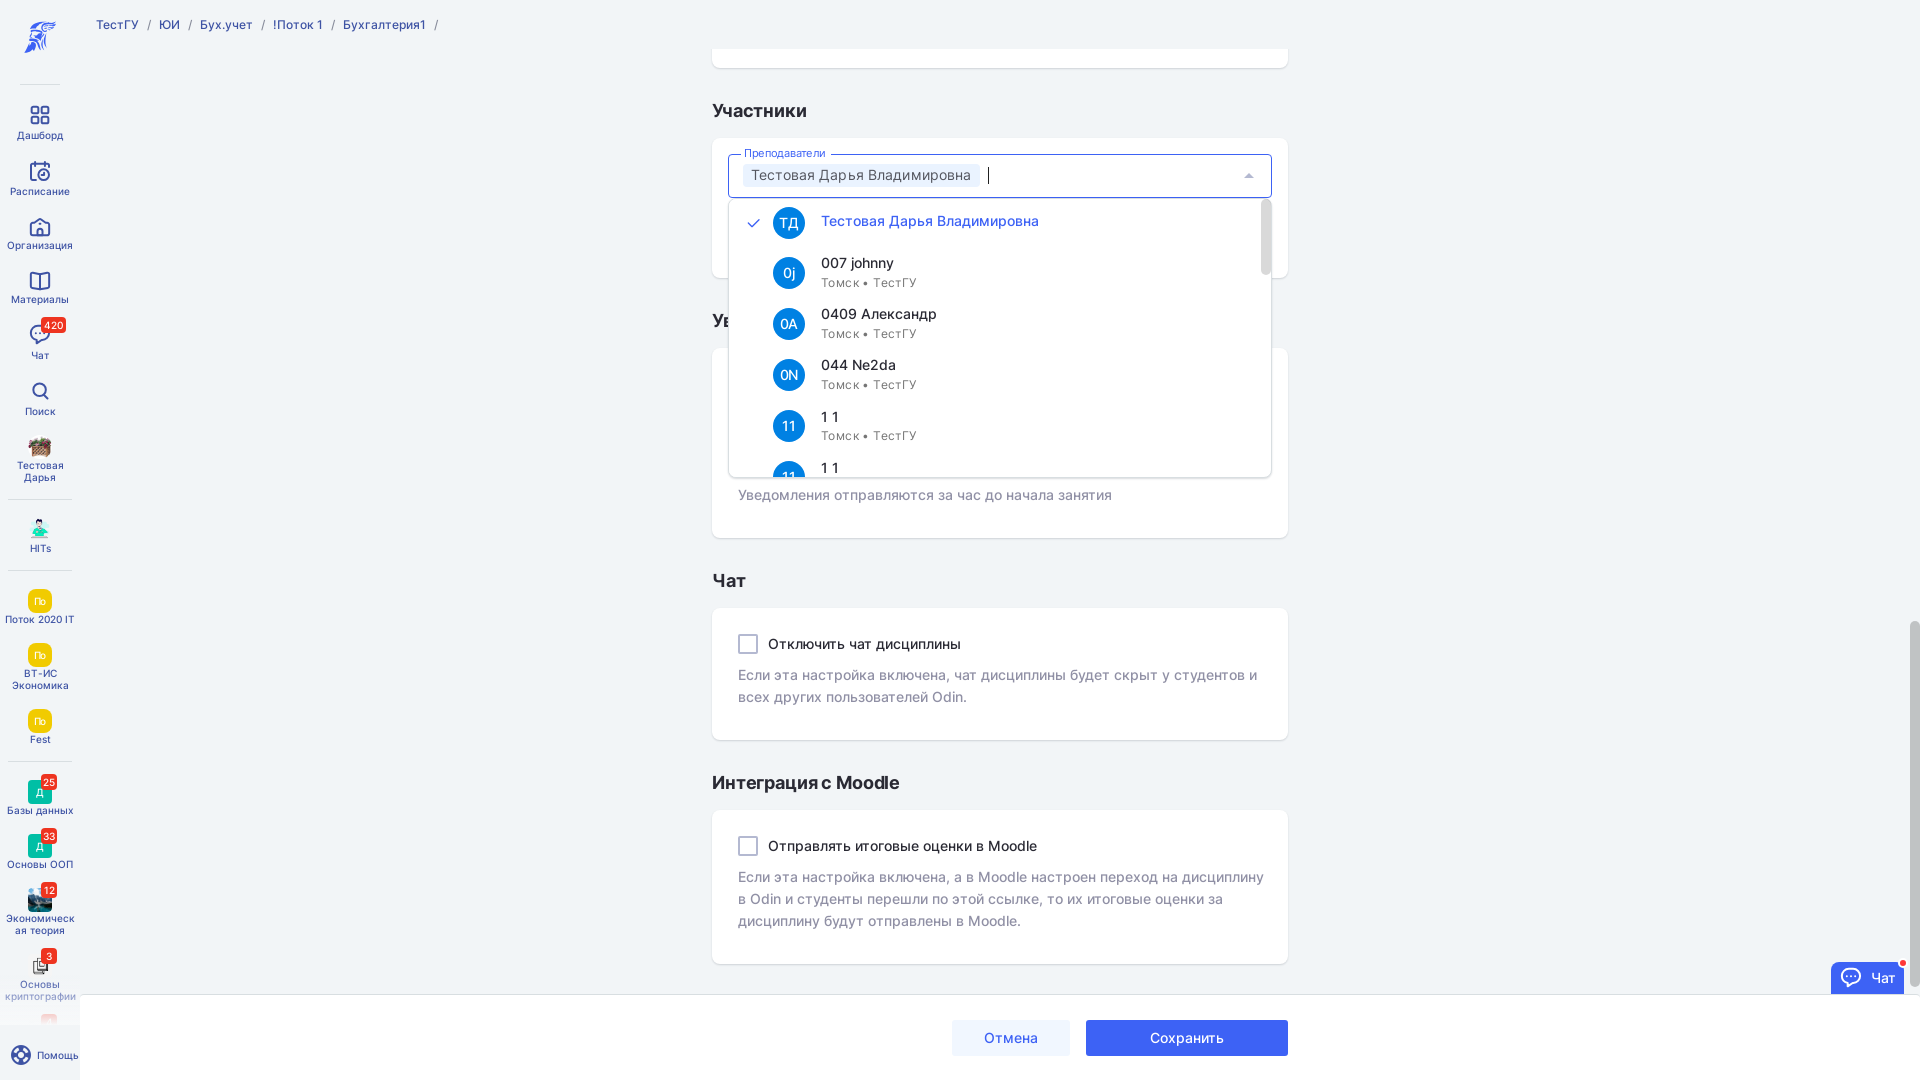 ТестГУ / ЮИ / Бух.учет / !Поток 1 / Бухгалтерия1 /
Дашборд
Расписание
Организация
Материалы
420
Чат
Поиск
Тестовая
Дарья
HITs
По
Поток 2020 IT
По
ВТ-ИС
Экономика
По
Fest
25
Д
Базы данных
33
Д
Основы ООП
12
Экономическ
ая теория
3
Основы
криптографии
Помощь
Участники
Преподаватели
Тестовая Дарья Владимировна
ТД
Тестовая Дарья Владимировна
0j
007 johnny
Томск • ТестГУ
0A
0409 Александр
Томск • ТестГУ
0N
044 Ne2da
Томск • ТестГУ
11
1 1
Томск • ТестГУ
11
1 1
Ув
Уведомления отправляются за час до начала занятия
Чат
Отключить чат дисциплины
Если эта настройка включена, чат дисциплины будет скрыт у студентов и
всех других пользователей Odin.
Интеграция с Moodle
Отправлять итоговые оценки в Moodle
Если эта настройка включена, а в Moodle настроен переход на дисциплину
в Odin и студенты перешли по этой ссылке, то их итоговые оценки за
дисциплину будут отправлены в Moodle.
Чат
Отмена
Сохранить